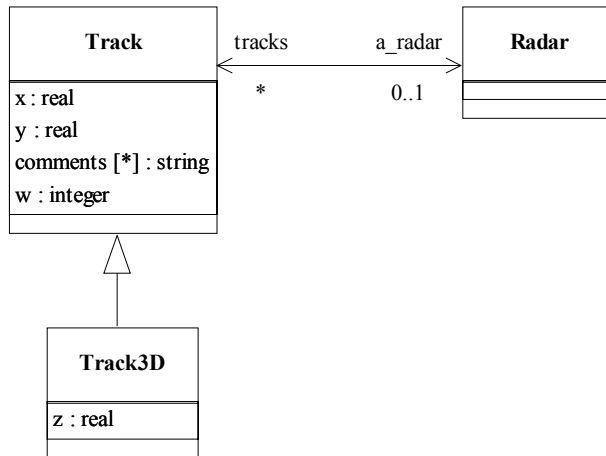 Track
tracks
a_radar
Radar
x : real
*
0..1
y : real
comments [*] : string
w : integer
Track3D
z : real